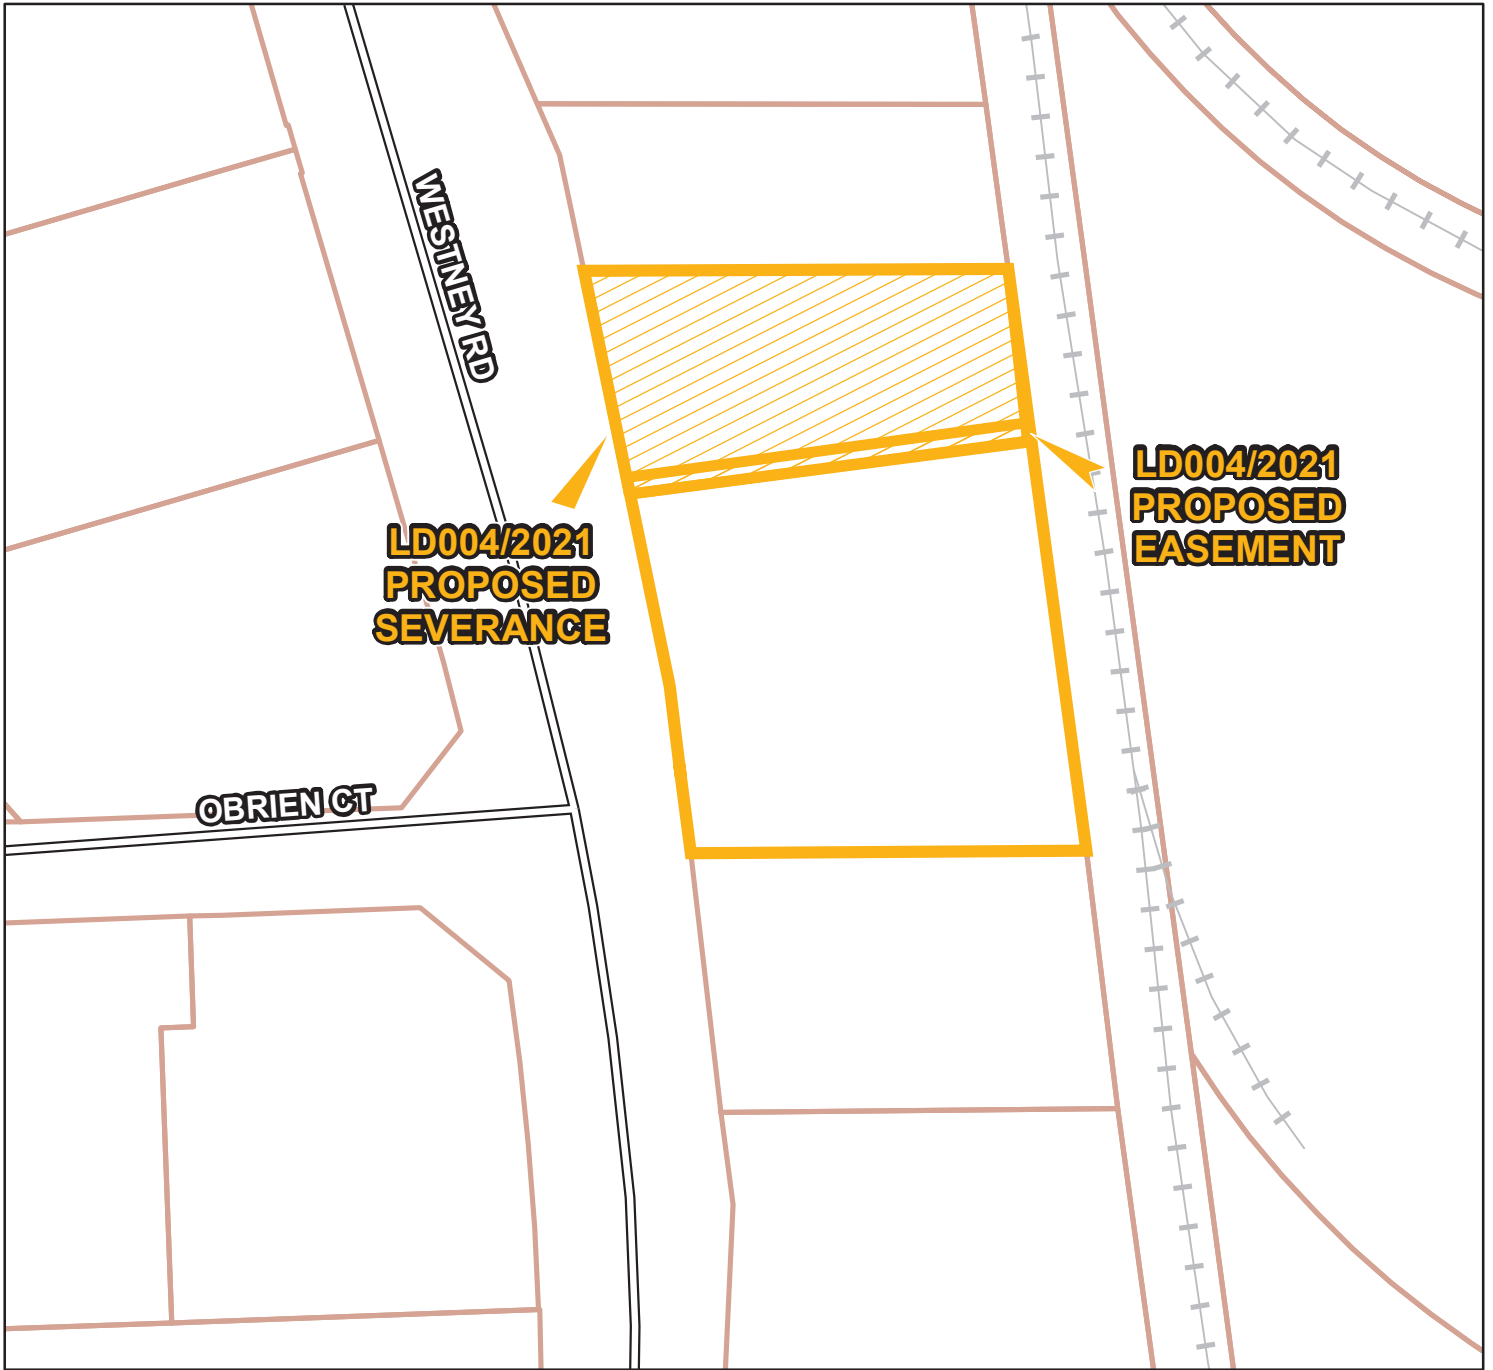 WESTNEY RD
LD004/2021
PROPOSED
EASEMENT
LD004/2021
PROPOSED
SEVERANCE
OBRIEN CT